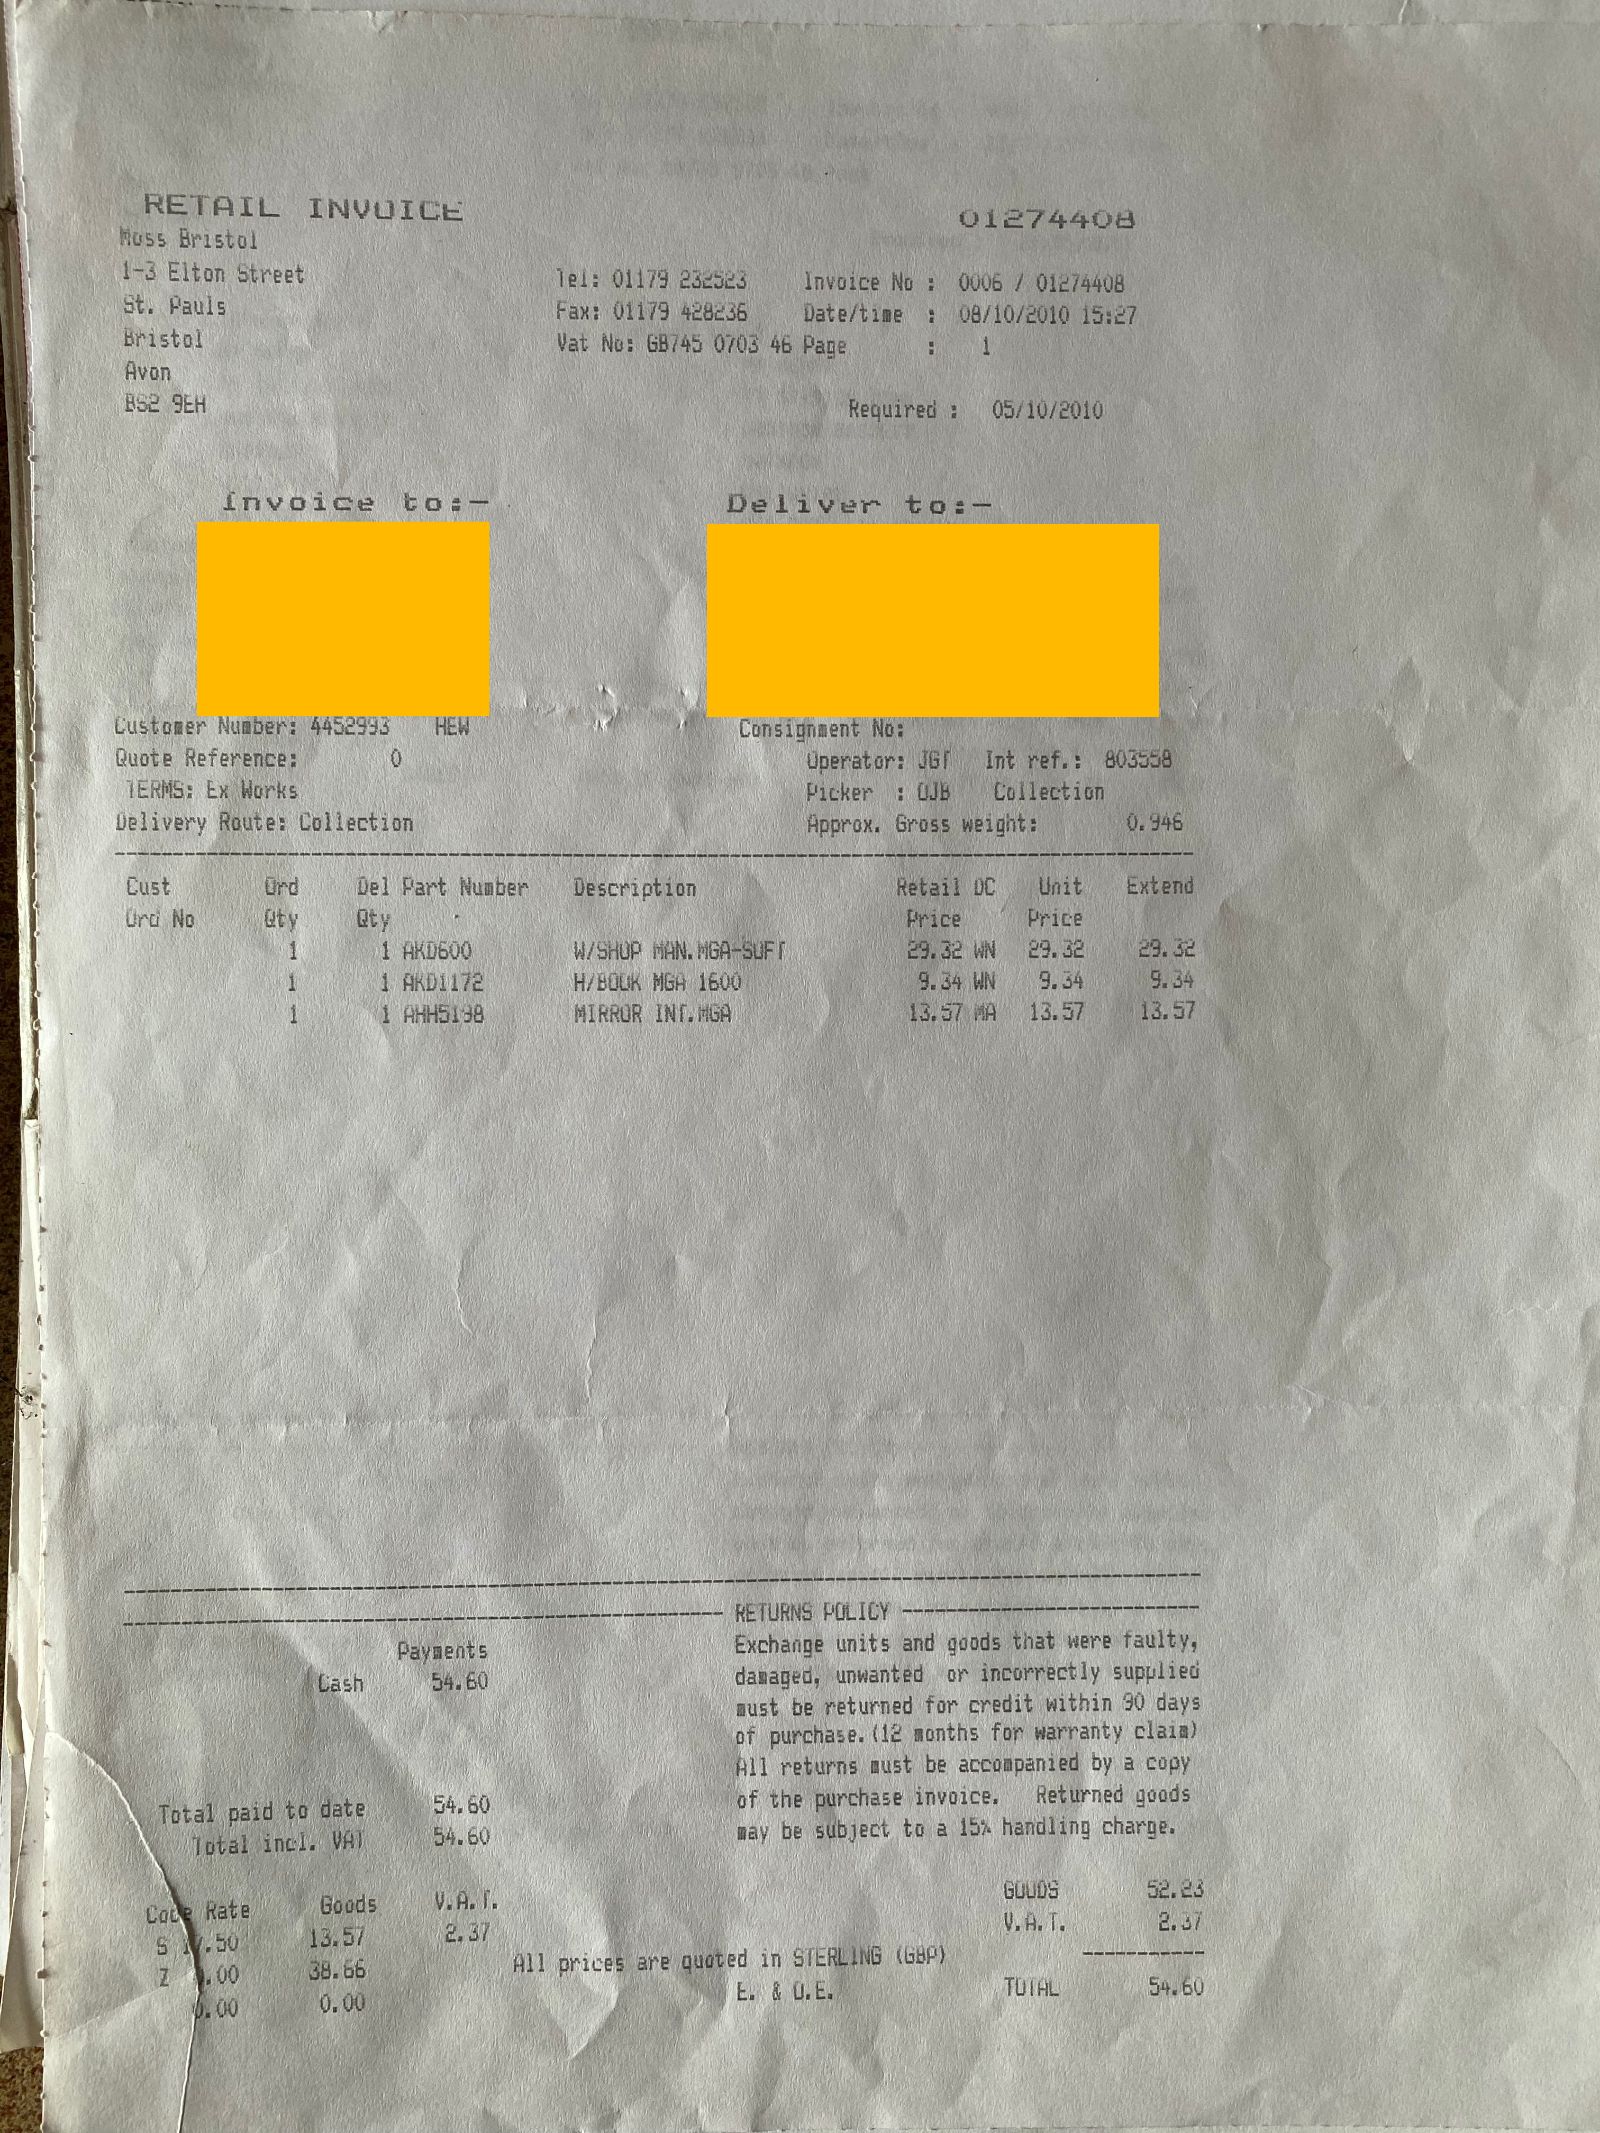 RETAIL INVOICE 01274408
Moss Bristol
1-3 Elton Street Tel: 01179 232523 Invoice No : 0006 / 01274408
St. Pauls Fax: 01179 428236 Date/time : 08/10/2010 15:27
Bristol Vat No: GB745 0703 46 Page : 1
Avon
BS2 9EH Required : 05/10/2010
Invoice to:- Deliver to:-
Customer Number: 4452993 HEW Consignment No:
Quote Reference: 0 Operator: JGT Int ref.: 803558
TERMS: Ex Works Picker : OJB Collection
Delivery Route: Collection Approx. Gross weight: 0.946
Cust Ord Del Part Number Description Retail DC Unit Extend
Ord No Qty Qty Price Price
1 1 AKD600 W/SHOP MAN.MGA-SOFT 29.32 WN 29.32 29.32
1 1 AKD1172 H/BOOK MGA 1600 9.34 WN 9.34 9.34
1 1 AHH5198 MIRROR INT.MGA 13.57 MA 13.57 13.57
RETURNS POLICY
Payments Exchange units and goods that were faulty,
Cash 54.60 damaged, unwanted or incorrectly supplied
must be returned for credit within 90 days
of purchase.(12 months for warranty claim)
All returns must be accompanied by a copy
Total paid to date 54.60 of the purchase invoice. Returned goods
Total incl. VAT 54.60 may be subject to a 15% handling charge.
Code Rate Goods V.A.T. GOODS 52.23
S 17.50 13.57 2.37 V.A.T. 2.37
Z 0.00 38.66 All prices are quoted in STERLING (GBP)
0.00 0.00 E. & O.E. TOTAL 54.60